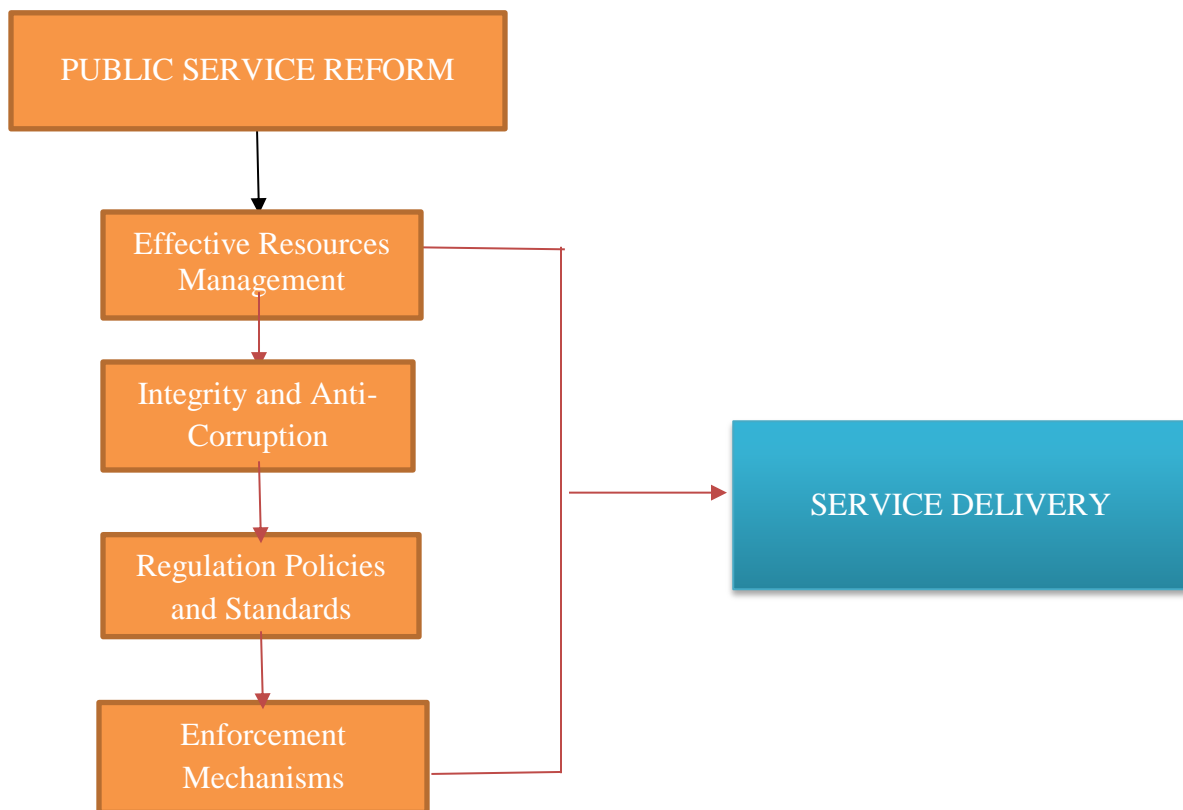 PUBLIC SERVICE REFORM
Effective Resources
Management
Integrity and Anti-
Corruption
Regulation Policies
and Standards
Enforcement
Mechanisms
SERVICE DELIVERY